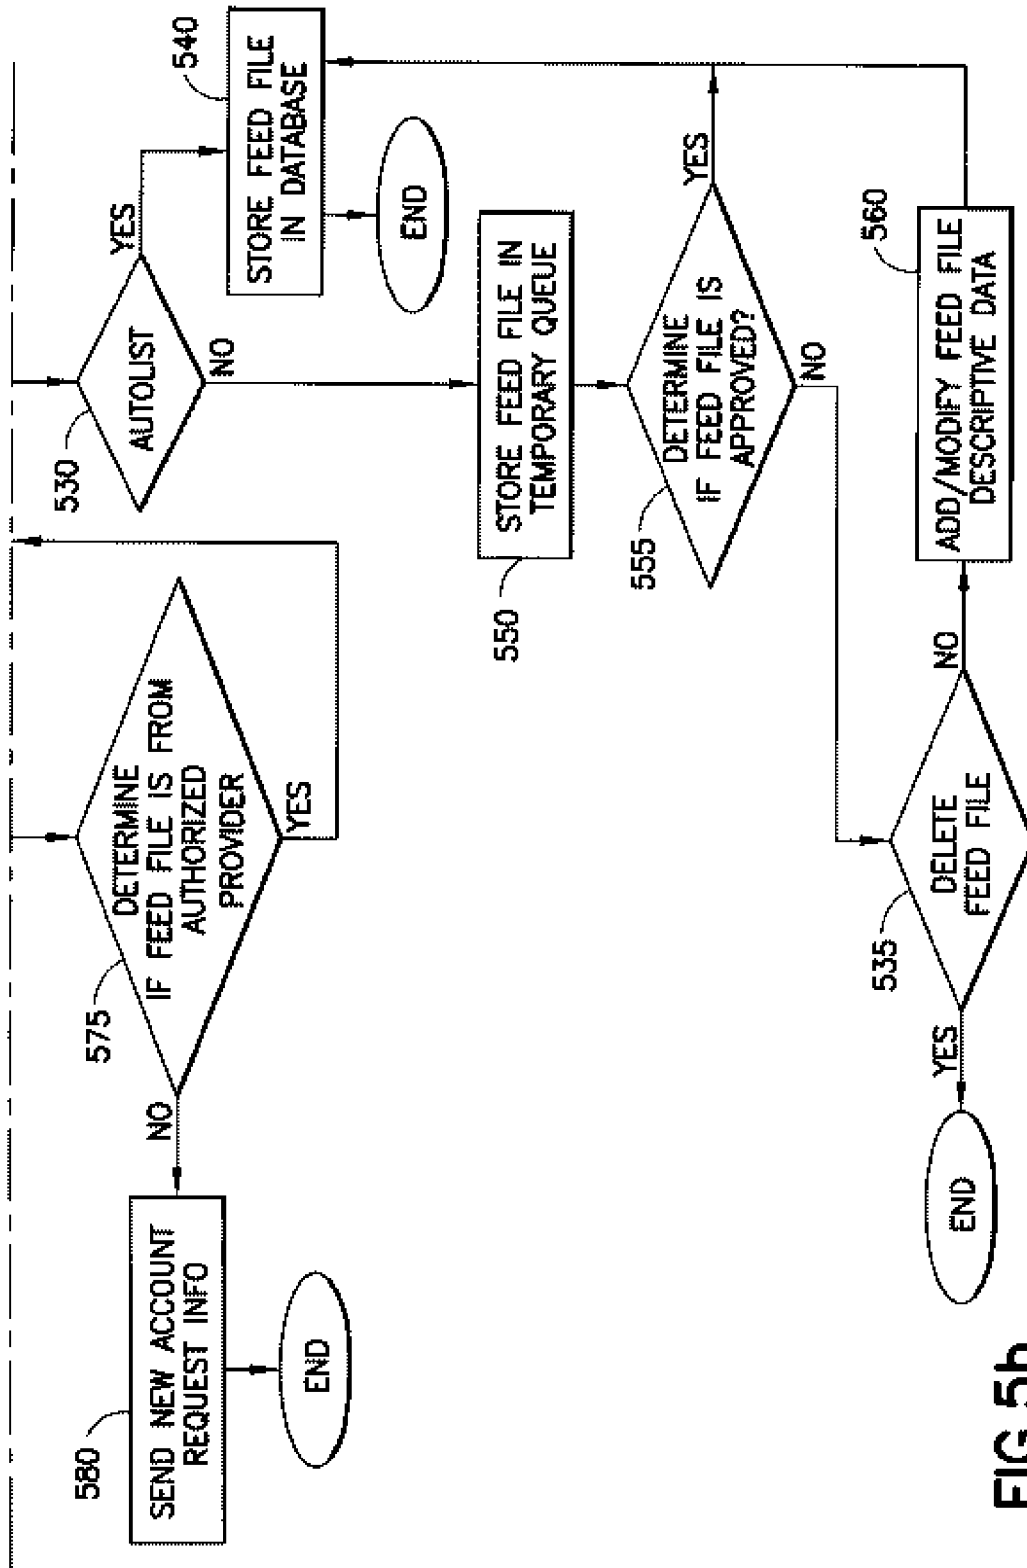 575
DETERMINE
IF FEED FILE IS FROM
AUTHORIZED
PROVIDER
NO
YES
580
SEND NEW ACCOUNT
REQUEST INFO
END
530
AUTOLIST
YES
NO
540
STORE FEED FILE
IN DATABASE
END
550
STORE FEED FILE IN
TEMPORARY QUEUE
555
DETERMINE
IF FEED FILE IS
APPROVED?
YES
NO
535
DELETE
FEED FILE
YES
NO
END
560
ADD/MODIFY FEED FILE
DESCRIPTIVE DATA
FIG.5b